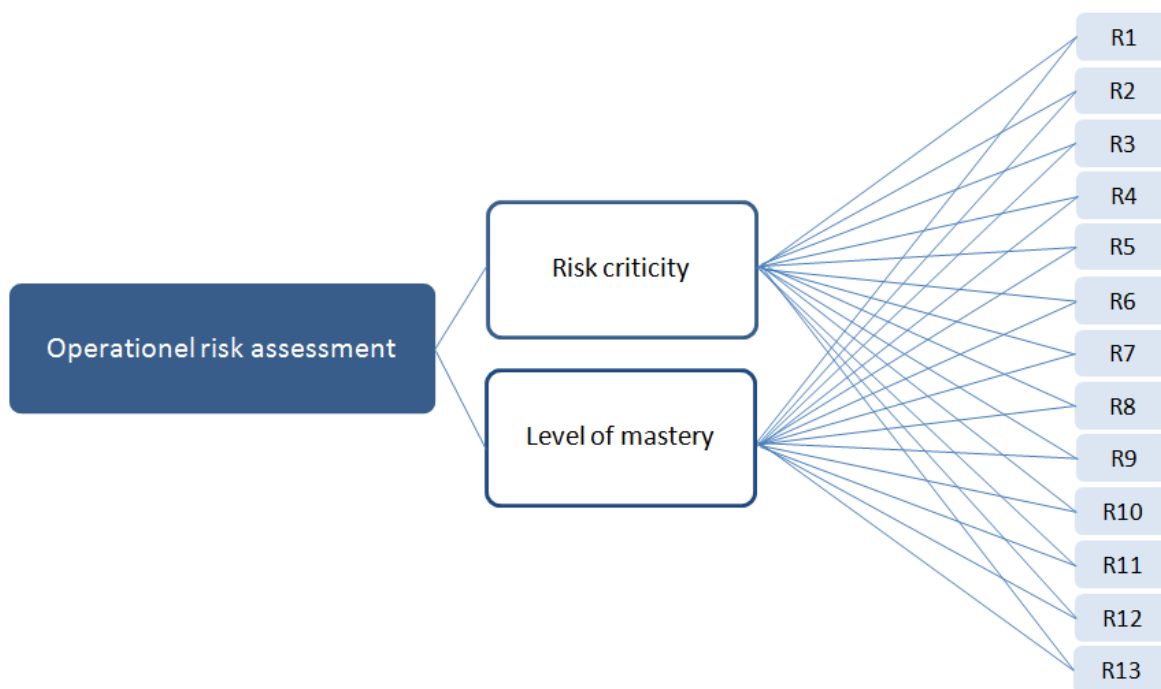 Operationel risk assessment
Risk criticity
Level of mastery
R1
R2
R3
R4
R5
R6
R7
R8
R9
R10
R11
R12
R13